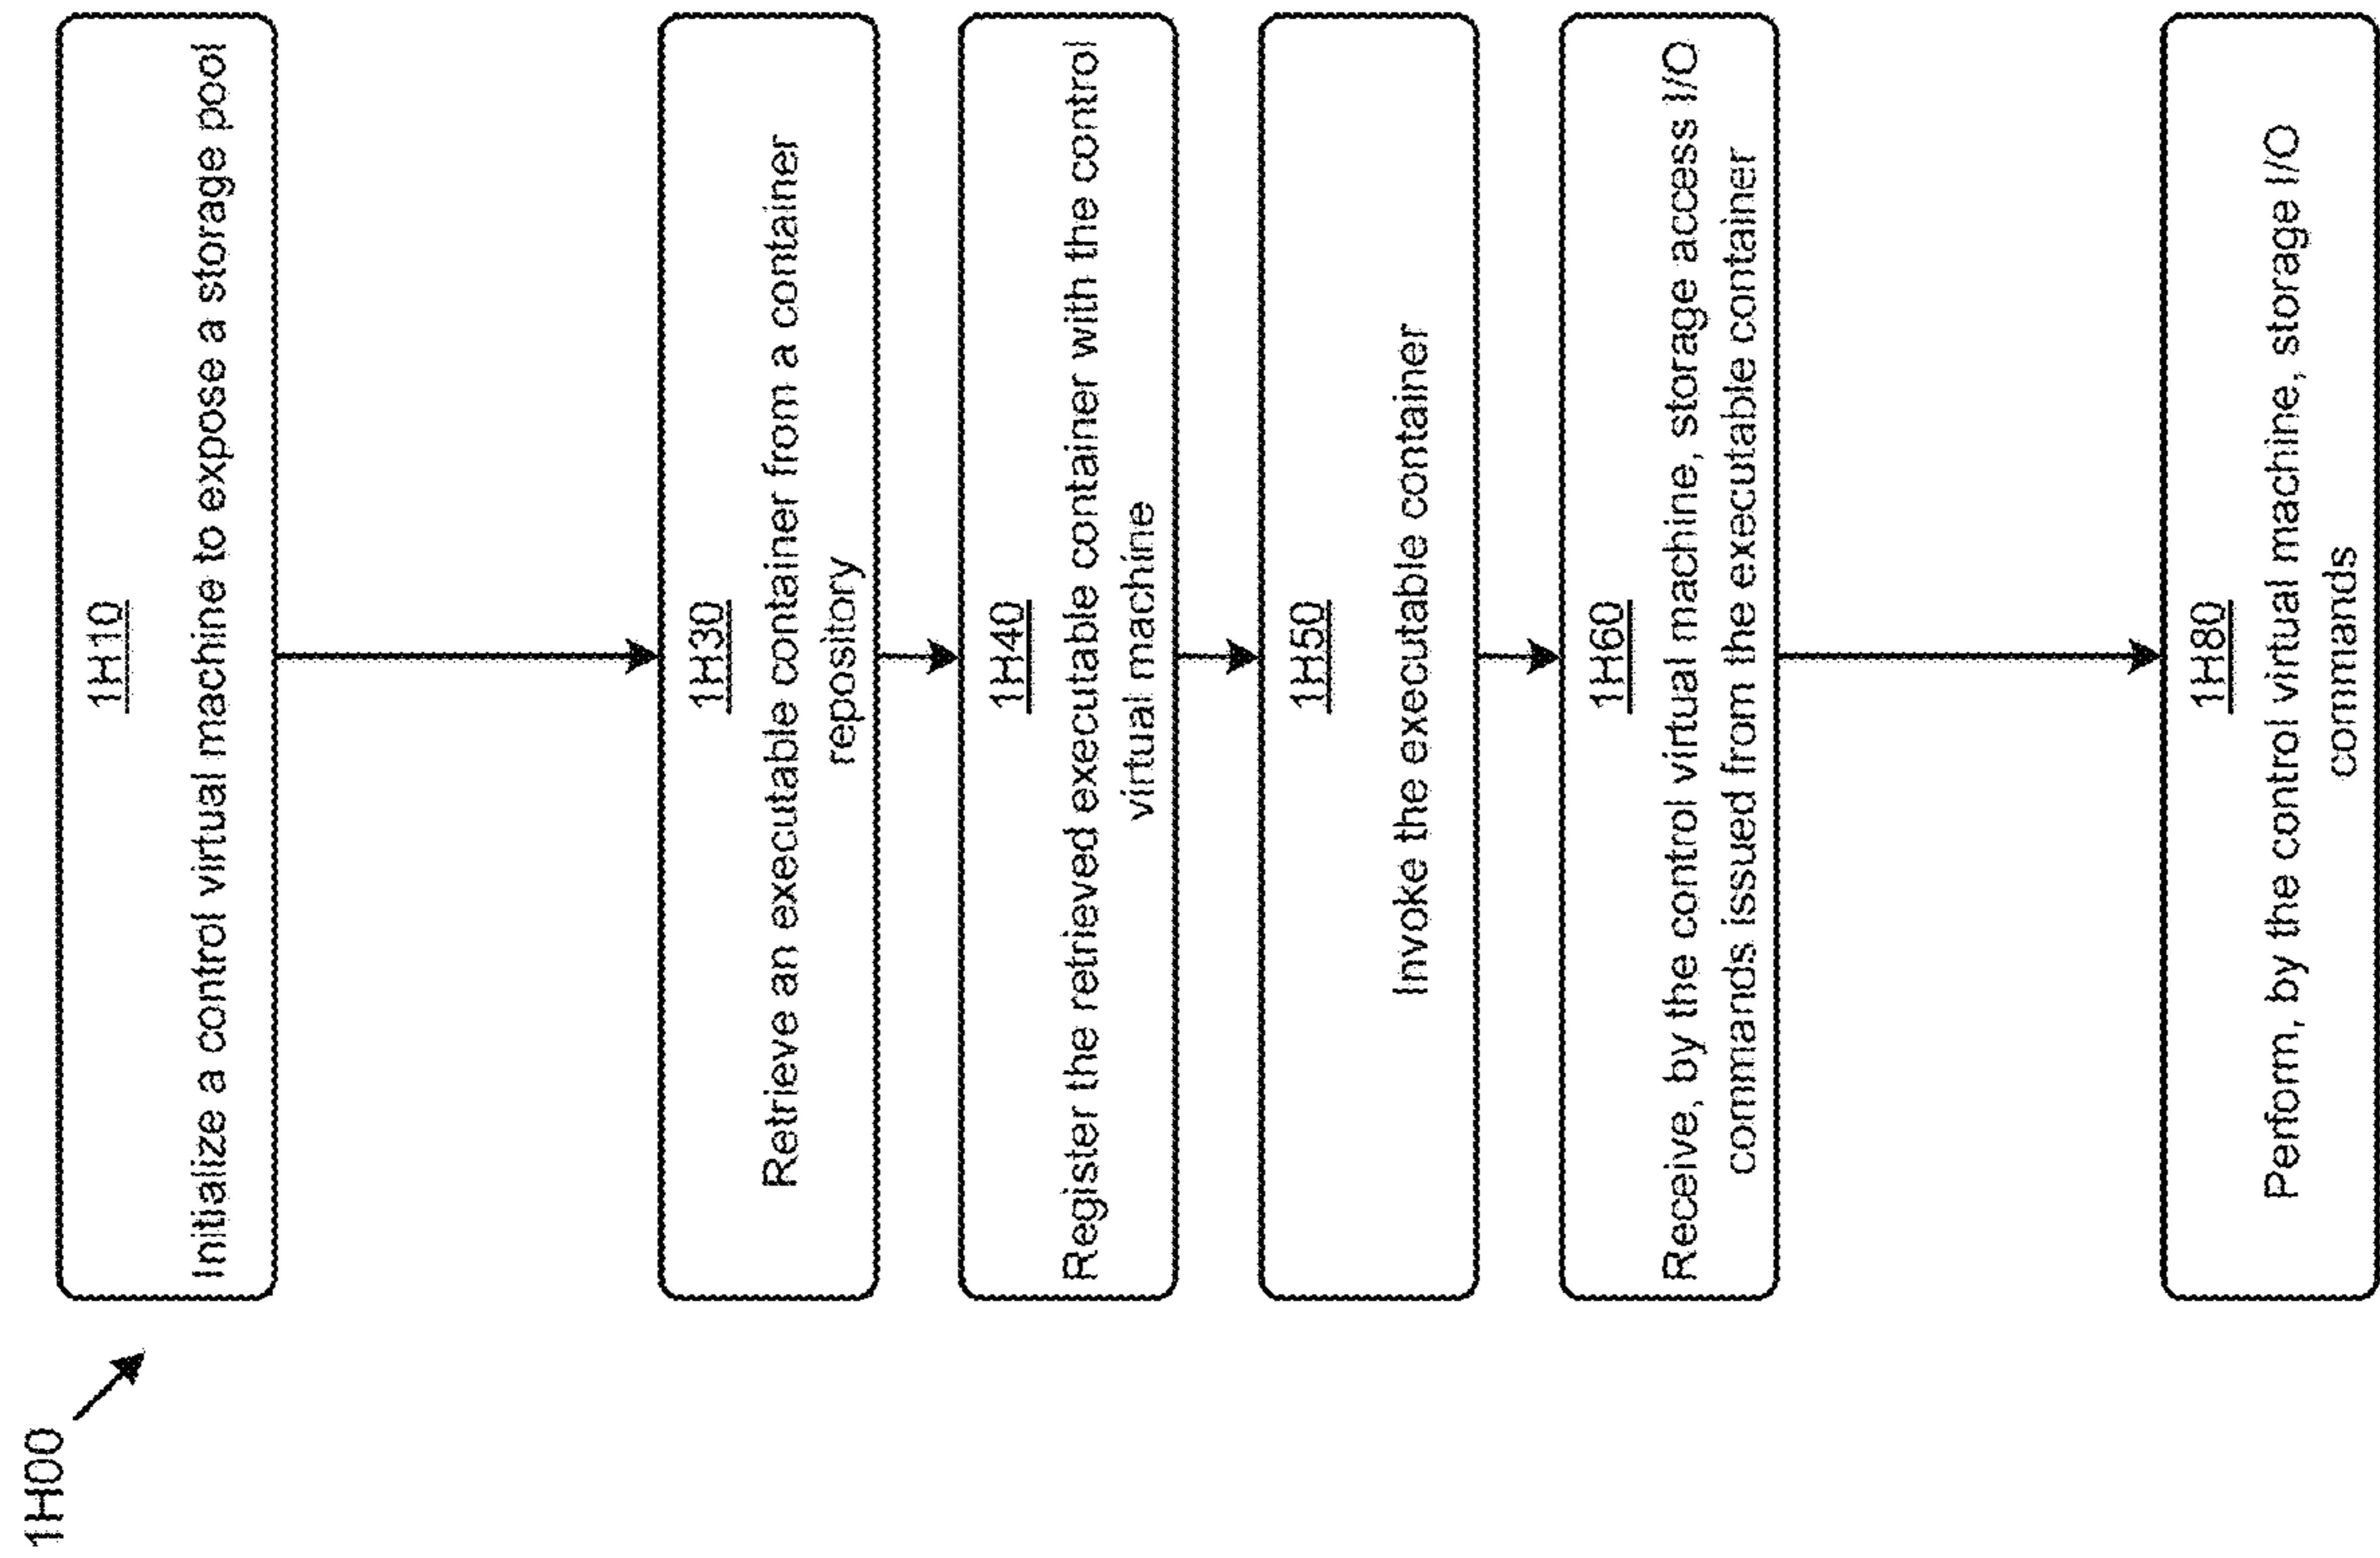 1H00
1H10
Initialize a control virtual machine to expose a storage pool
1H30
Retrieve an executable container from a container
repository
1H40
Register the retrieved executable container with the control
virtual machine
1H50
Invoke the executable container
1H60
Receive, by the control virtual machine, storage access I/O
commands issued from the executable container
1H80
Perfom, by the control virtual machine, storage I/O
commands